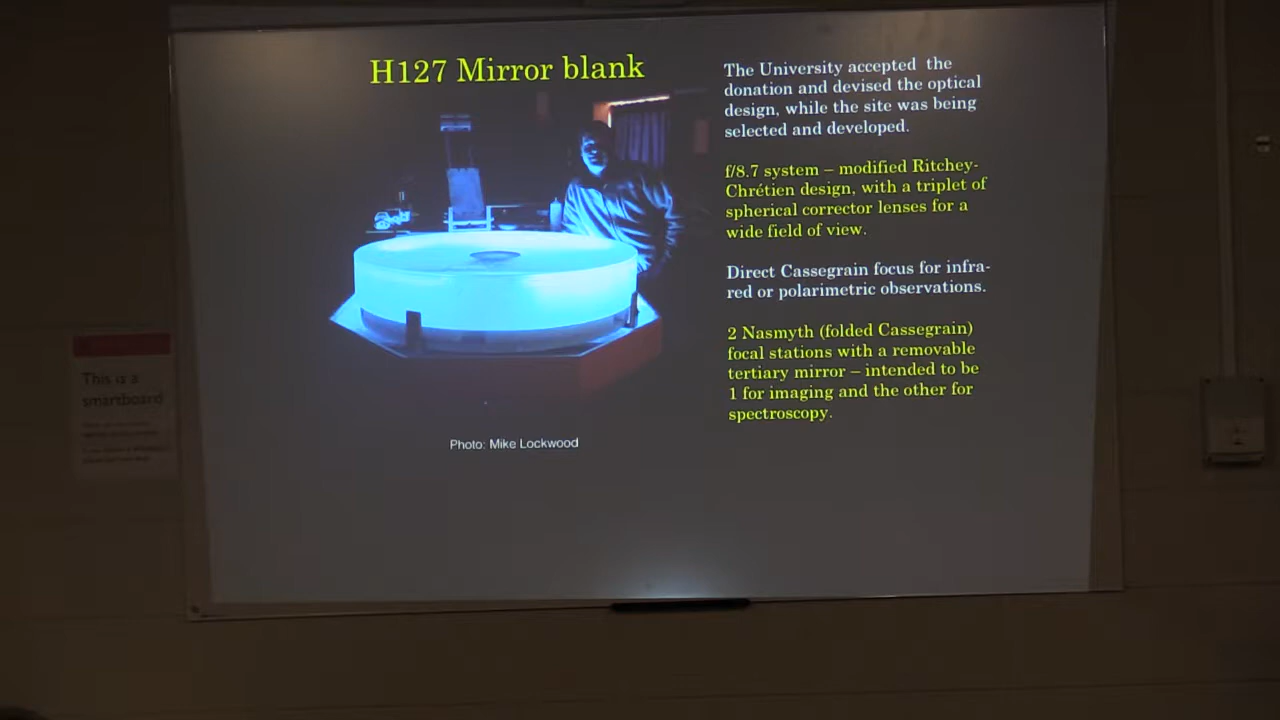 H127 Mirror blank
The University accepted the
donation and devised the optical
design, while the site was being
selected and developed.
f/8.7 system – modified Ritchey-
Chrétien design, with a triplet of
spherical corrector lenses for a
wide field of view.
Direct Cassegrain focus for infra-
red or polarimetric observations.
2 Nasmyth (folded Cassegrain)
focal stations with a removable
tertiary mirror – intended to be
1 for imaging and the other for
spectroscopy.
Photo: Mike Lockwood
This is a
smartboard